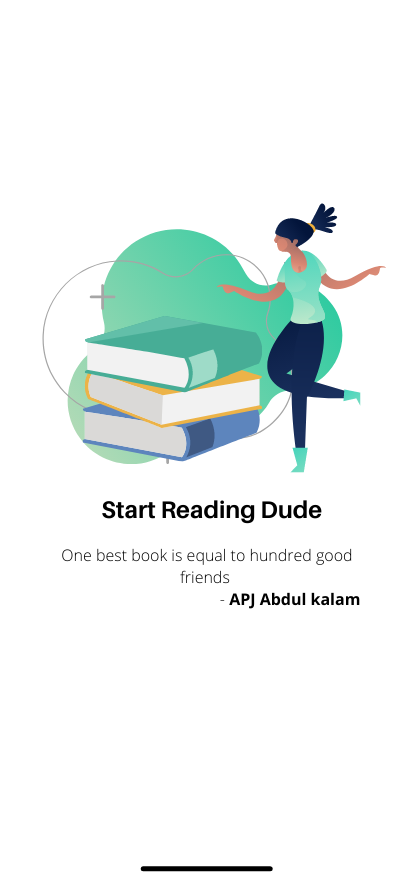 Start Reading Dude
One best book is equal to hundred good
friends
- APJ Abdul kalam